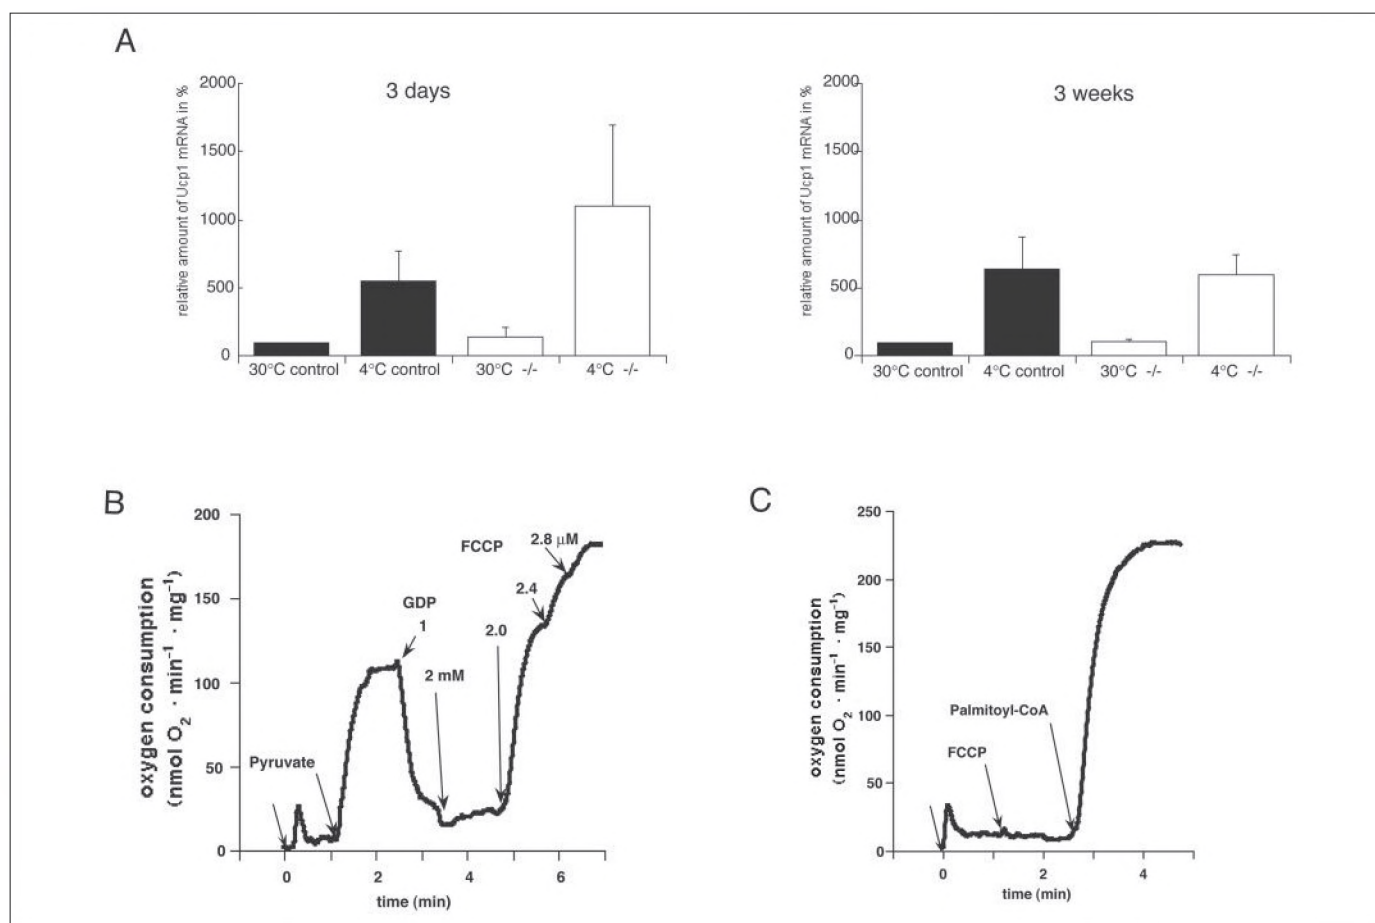 A
3 days
relative amount of Ucp1 mRNA in %
2000
1500
1000
500
0
30°C control
4°C control
30°C -/-
4°C -/-
3 weeks
relative amount of Ucp1 mRNA in %
2000
1500
1000
500
0
30°C control
4°C control
30°C -/-
4°C -/-
B
oxygen consumption
(nmol O₂ · min⁻¹ · mg⁻¹)
200
150
100
50
0
Pyruvate
GDP
1
2 mM
FCCP
2.0
2.4
2.8 μM
0
2
4
6
time (min)
C
oxygen consumption
(nmol O₂ · min⁻¹ · mg⁻¹)
250
200
150
100
50
0
FCCP
Palmitoyl-CoA
0
2
4
time (min)